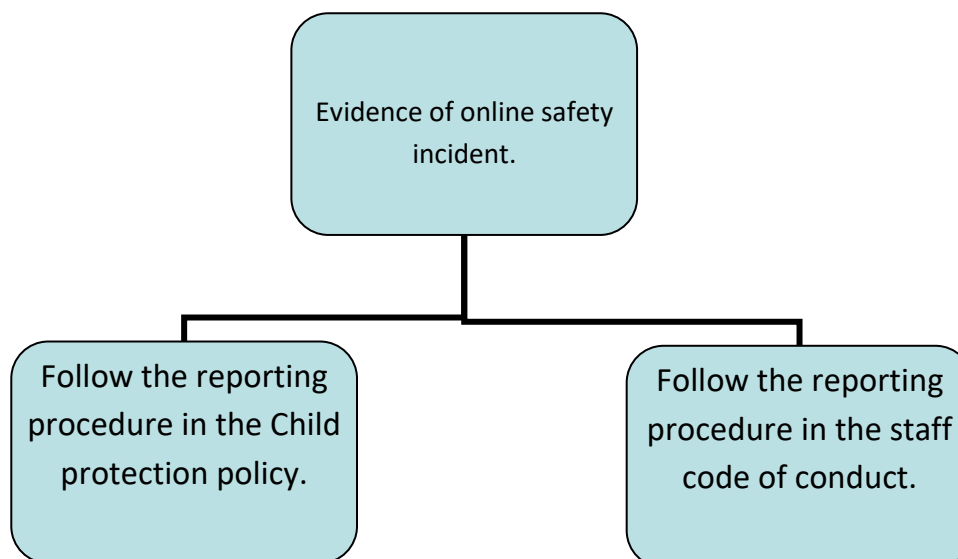 Evidence of online safety
incident.
Follow the reporting
procedure in the Child
protection policy.
Follow the reporting
procedure in the staff
code of conduct.